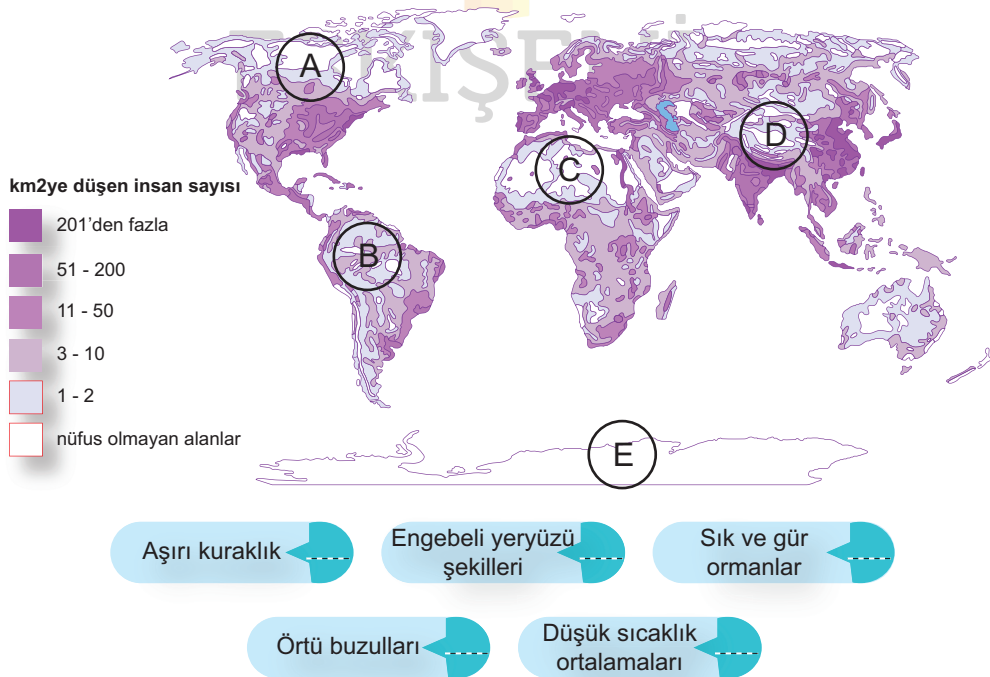 A
B
C
D
E
km2ye düşen insan sayısı
201'den fazla
51 - 200
11 - 50
3 - 10
1 - 2
nüfus olmayan alanlar
Aşırı kuraklık
Engebeli yeryüzü
şekilleri
Sık ve gür
ormanlar
Örtü buzulları
Düşük sıcaklık
ortalamaları